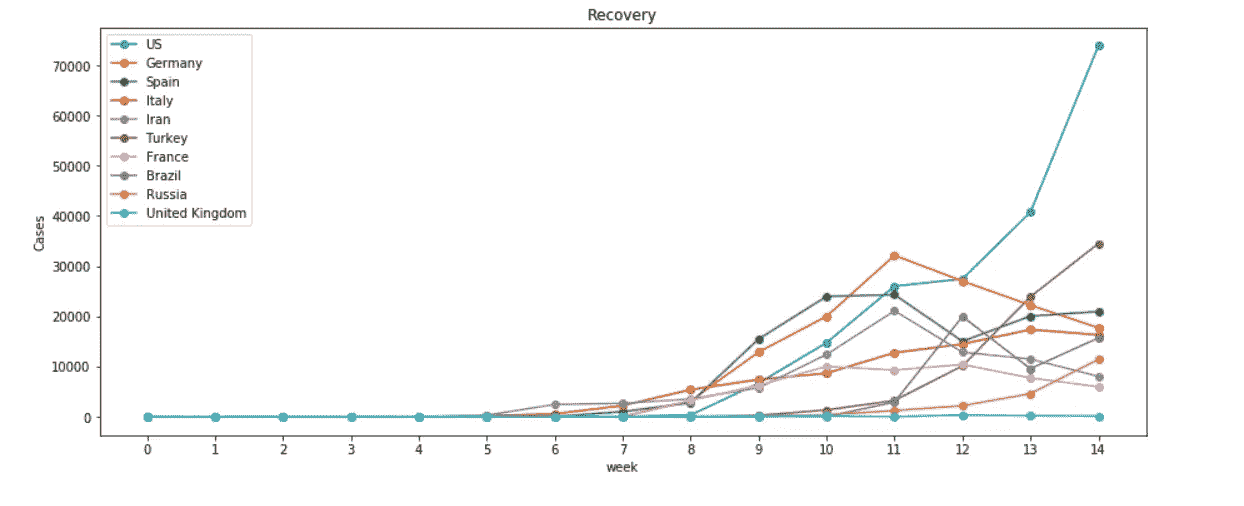 Recovery
US
Germany
Spain
Italy
Iran
Turkey
France
Brazil
Russia
United Kingdom
70000
60000
50000
40000
30000
20000
10000
0
Cases
0 1 2 3 4 5 6 7 8 9 10 11 12 13 14
week